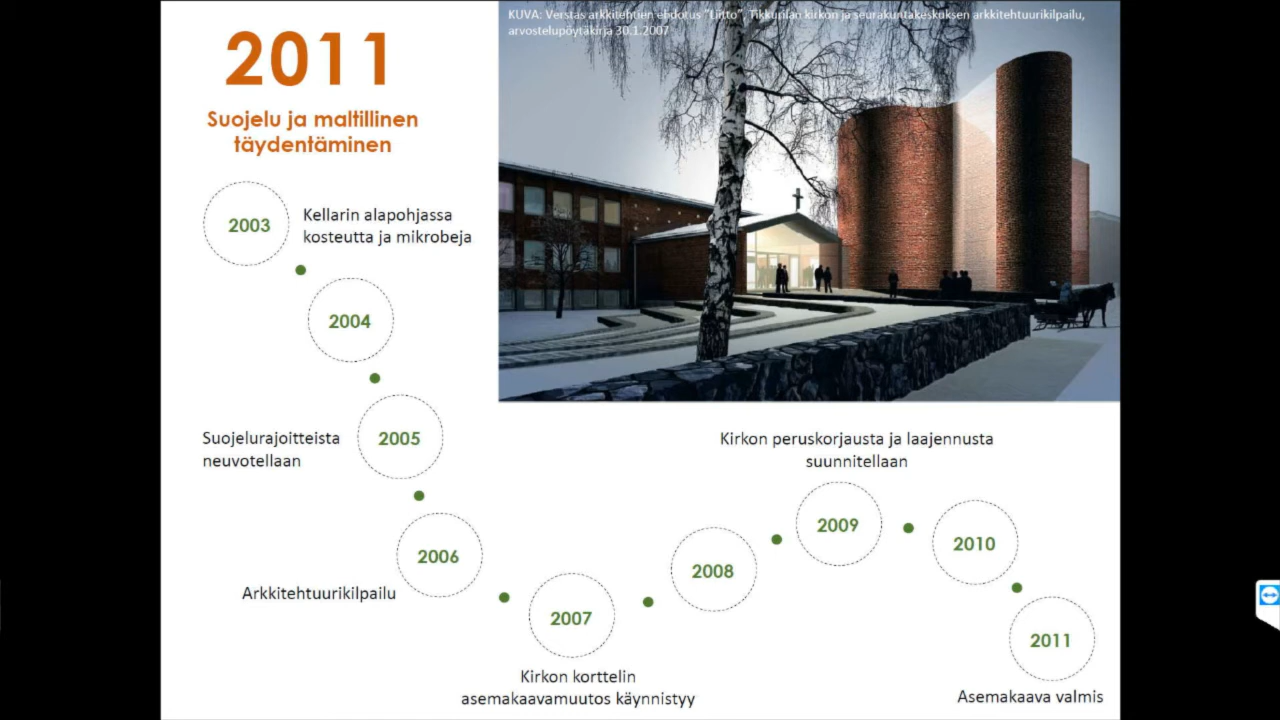 2011
Suojelu ja maltillinen
täydentäminen
KUVA: Verstas arkkitehtien ehdotus "Liitto", Tikkurilan kirkon ja seurakuntakeskuksen arkkitehtuurikilpailu,
arvostelupöytäkirja 30.1.2007
2003
Kellarin alapohjassa
kosteutta ja mikrobeja
2004
Suojelurajoitteista
neuvotellaan
2005
2006
Arkkitehtuurikilpailu
2007
Kirkon korttelin
asemakaavamuutos käynnistyy
2008
Kirkon peruskorjausta ja laajennusta
suunnitellaan
2009
2010
2011
Asemakaava valmis